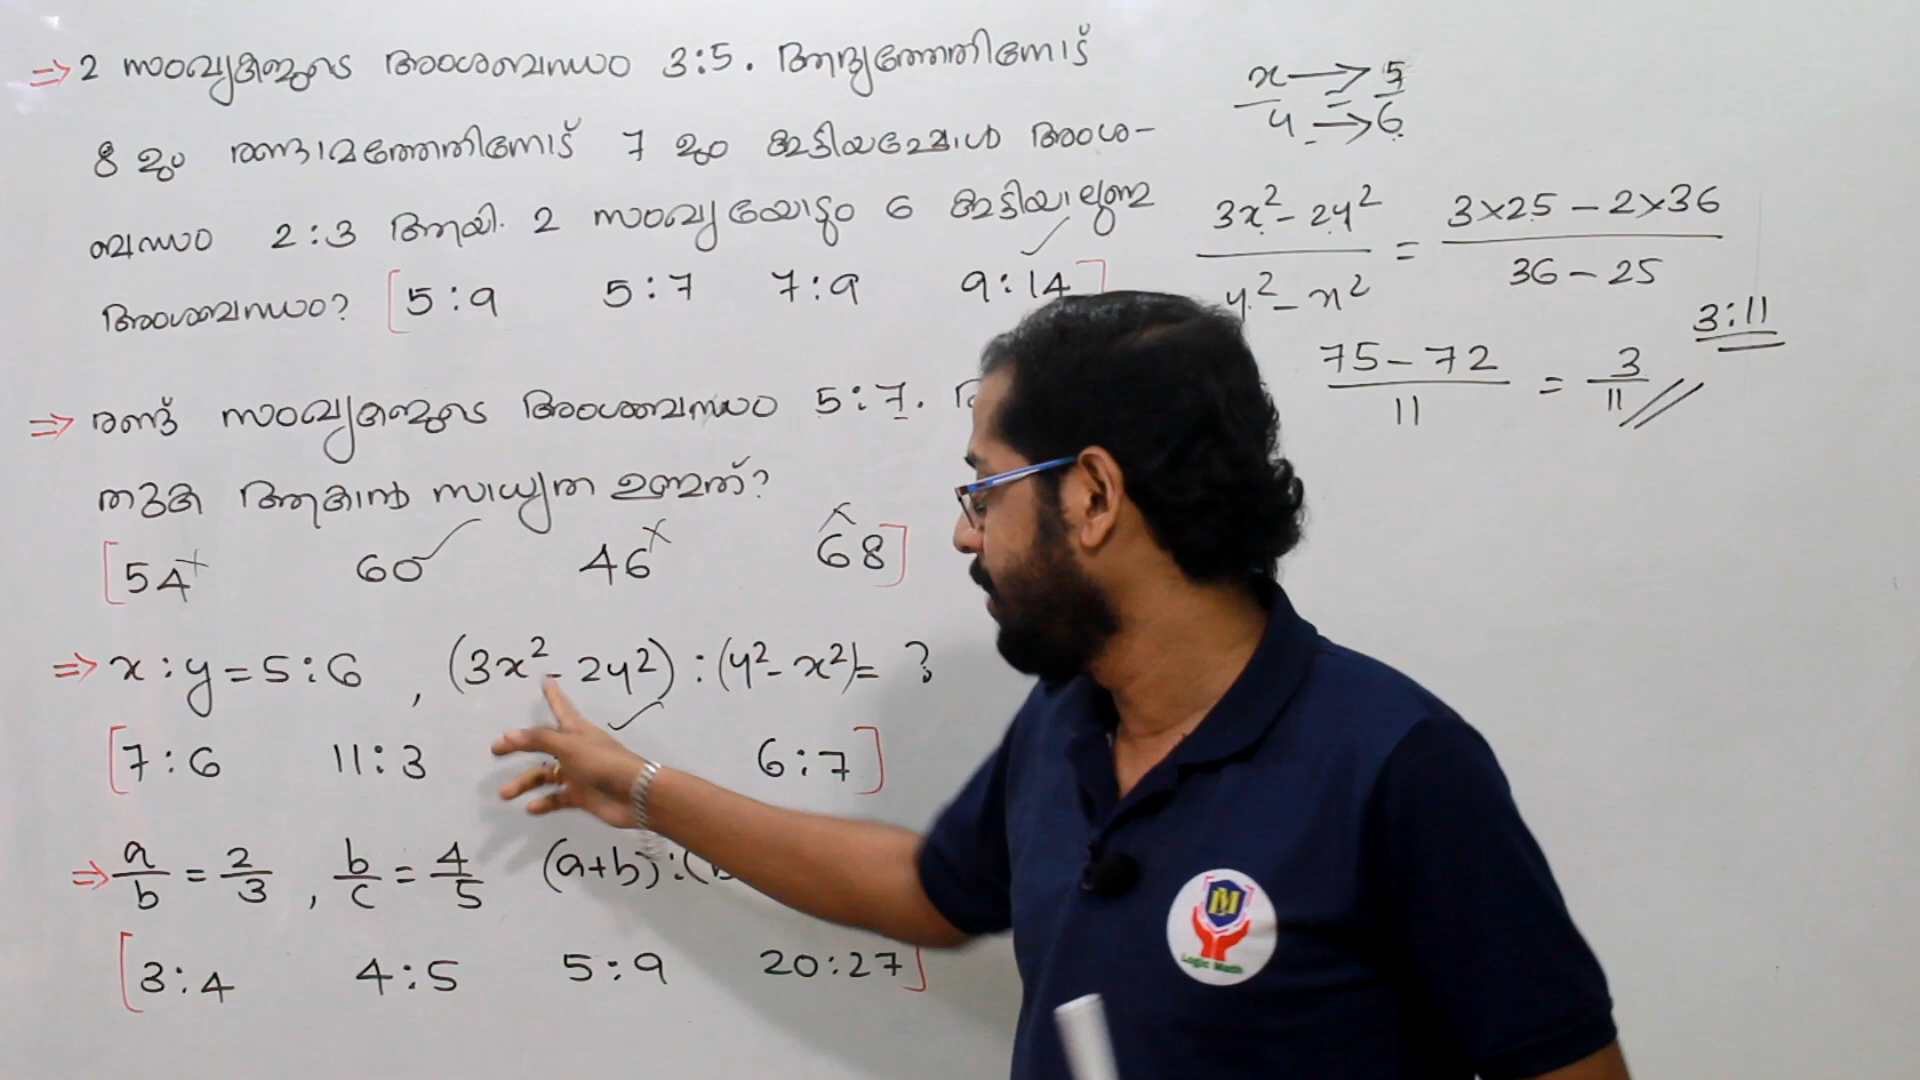 ⇒ 2 സംഖ്യകളുടെ അംശബന്ധം 3:5. ആദ്യത്തേതിനോട്
8 ഉം രണ്ടാമത്തേതിനോട് 7 ഉം കൂട്ടിയപ്പോൾ അംശ-
ബന്ധം 2:3 ആയി. 2 സംഖ്യയോടും 6 കൂട്ടിയാലുള്ള
അംശബന്ധം?
[5:9 5:7 7:9 9:14]
⇒ രണ്ട് സംഖ്യകളുടെ അംശബന്ധം 5:7.
തുക ആകാൻ സാധ്യത ഉള്ളത്?
[54 60 46 68]
⇒ x:y = 5:6 , (3x² - 2y²) : (y² - x²) = ?
[7:6 11:3 6:7]
⇒ a/b = 2/3 , b/c = 4/5 (a+b):(
[3:4 4:5 5:9 20:27]
x → 5
y → 6
3x² - 2y² / y² - x² = 3×25 - 2×36 / 36 - 25
75 - 72 / 11 = 3/11
3:11
Logic Math